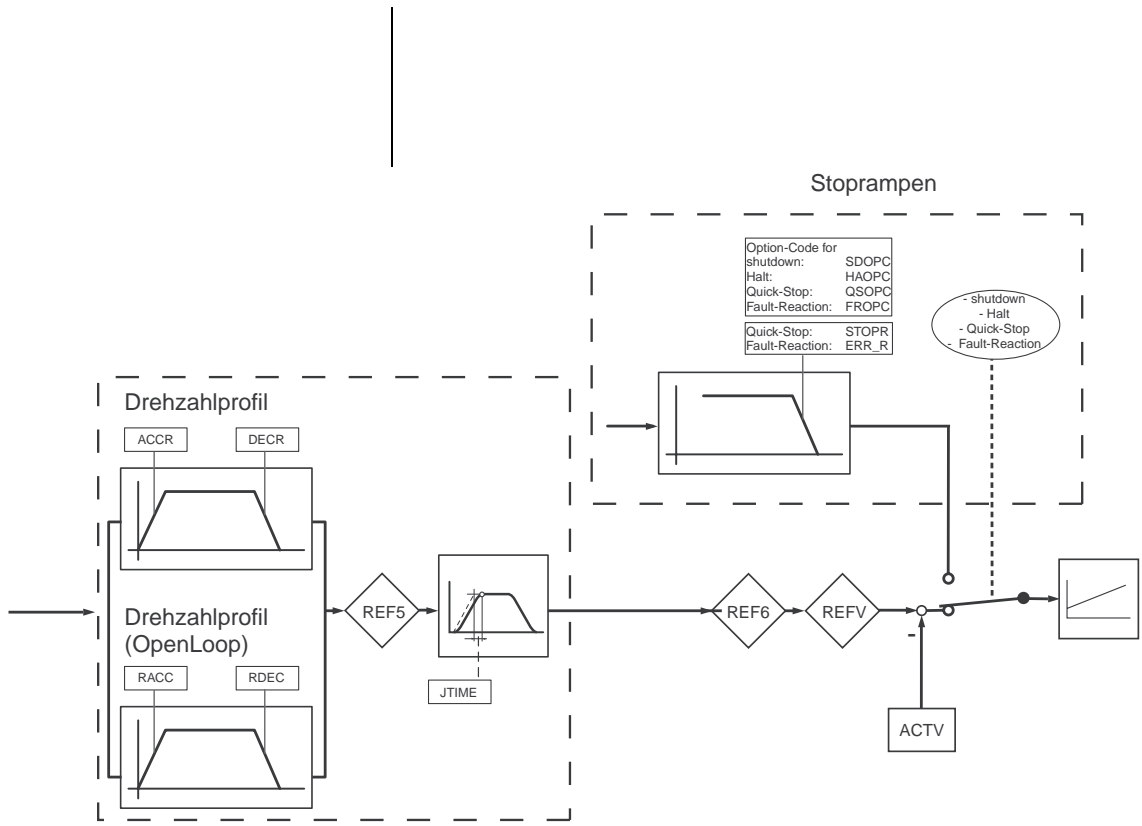 Stoprampen
Option-Code for
shutdown: SDOPC
Halt: HAOPC
Quick-Stop: QSOPC
Fault-Reaction: FROPC
Quick-Stop: STOPR
Fault-Reaction: ERR_R
- shutdown
- Halt
- Quick-Stop
- Fault-Reaction
Drehzahlprofil
ACCR DECR
Drehzahlprofil
(OpenLoop)
RACC RDEC
REF5
JTIME
REF6
REFV
-
ACTV